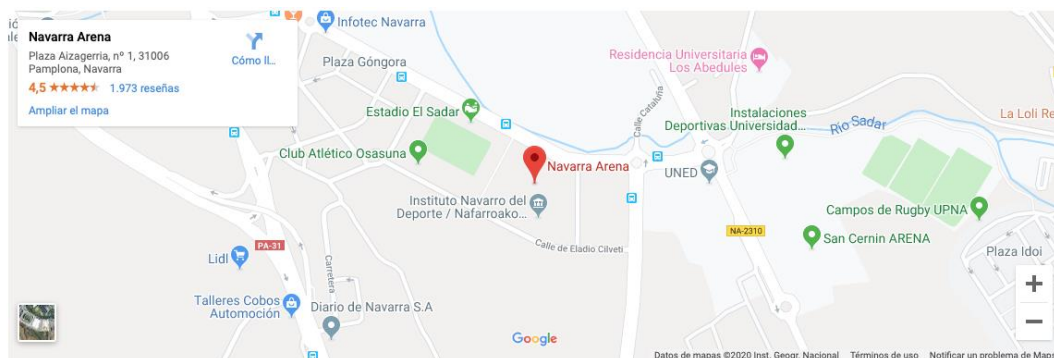 Navarra Arena
Plaza Aizagerria, nº 1, 31006
Pamplona, Navarra
4,5
1.973 reseñas
Ampliar el mapa
Cómo ll...
Infotec Navarra
Plaza Góngora
Estadio El Sadar
Club Atlético Osasuna
Navarra Arena
Instituto Navarro del
Deporte / Nafarroako...
Calle de Eladio Cilveti
Calle Cataluña
Residencia Universitaria
Los Abedules
Instalaciones
Deportivas Universidad...
Río Sadar
La Loli Re
UNED
Campos de Rugby UPNA
NA-2310
San Cernin ARENA
Plaza Idoi
PA-31
Lidl
Carretera
Talleres Cobos
Automoción
Diario de Navarra S.A
Google
Datos de mapas ©2020 Inst. Geogr. Nacional
Términos de uso
Notificar un problema de Maps